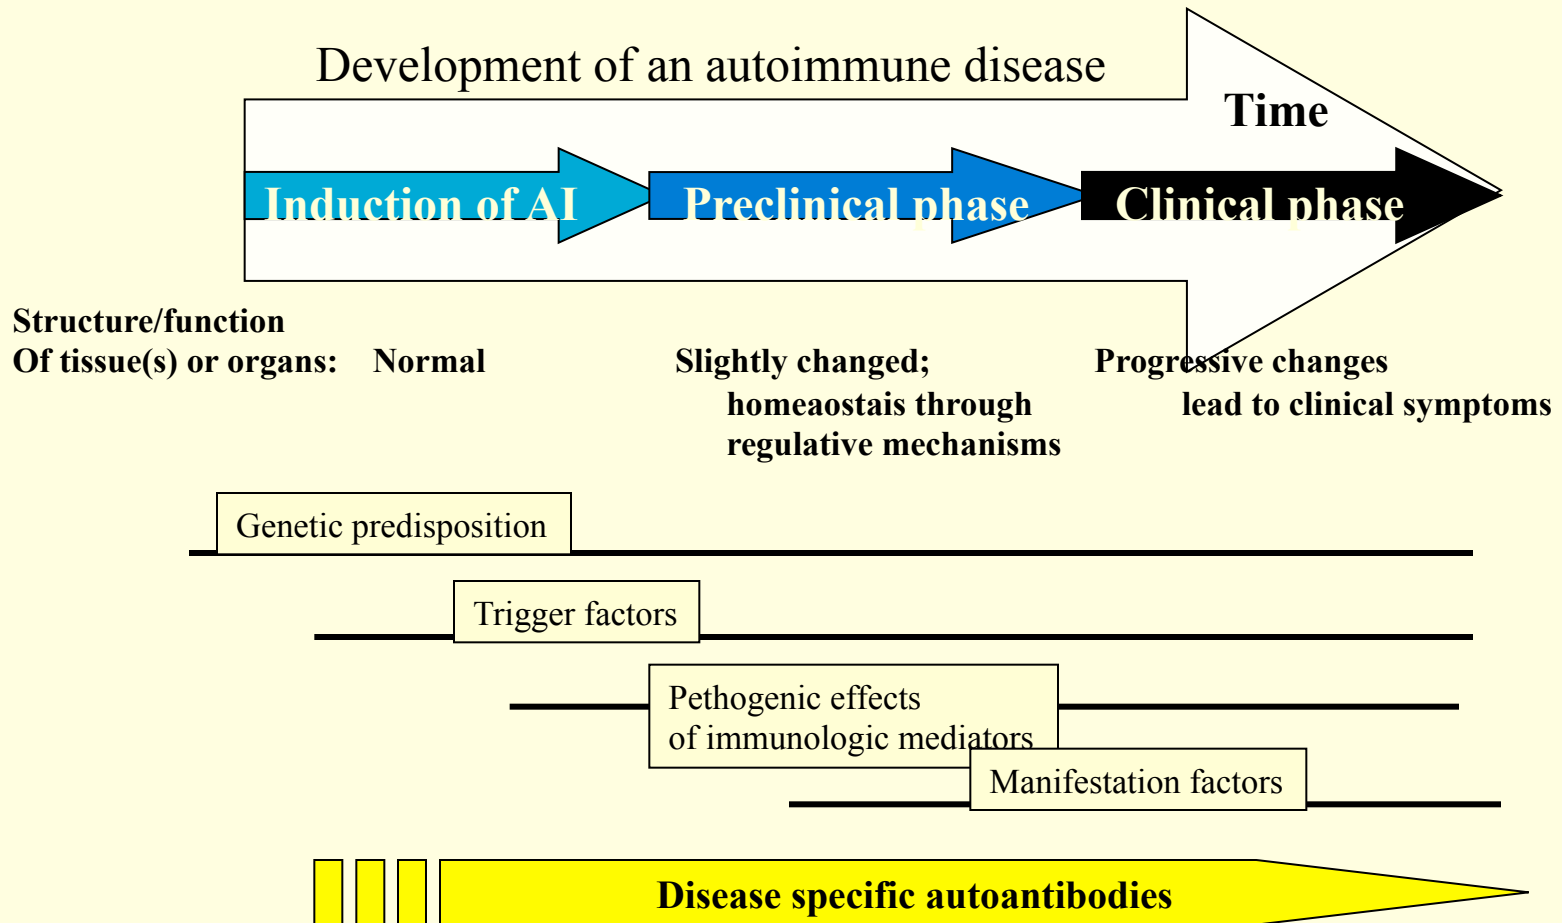 Development of an autoimmune disease
Time
Induction of AI
Preclinical phase
Clinical phase
Structure/function
Of tissue(s) or organs: Normal
Slightly changed;
homeaostais through
regulative mechanisms
Progressive changes
lead to clinical symptoms
Genetic predisposition
Trigger factors
Pethogenic effects
of immunologic mediators
Manifestation factors
Disease specific autoantibodies